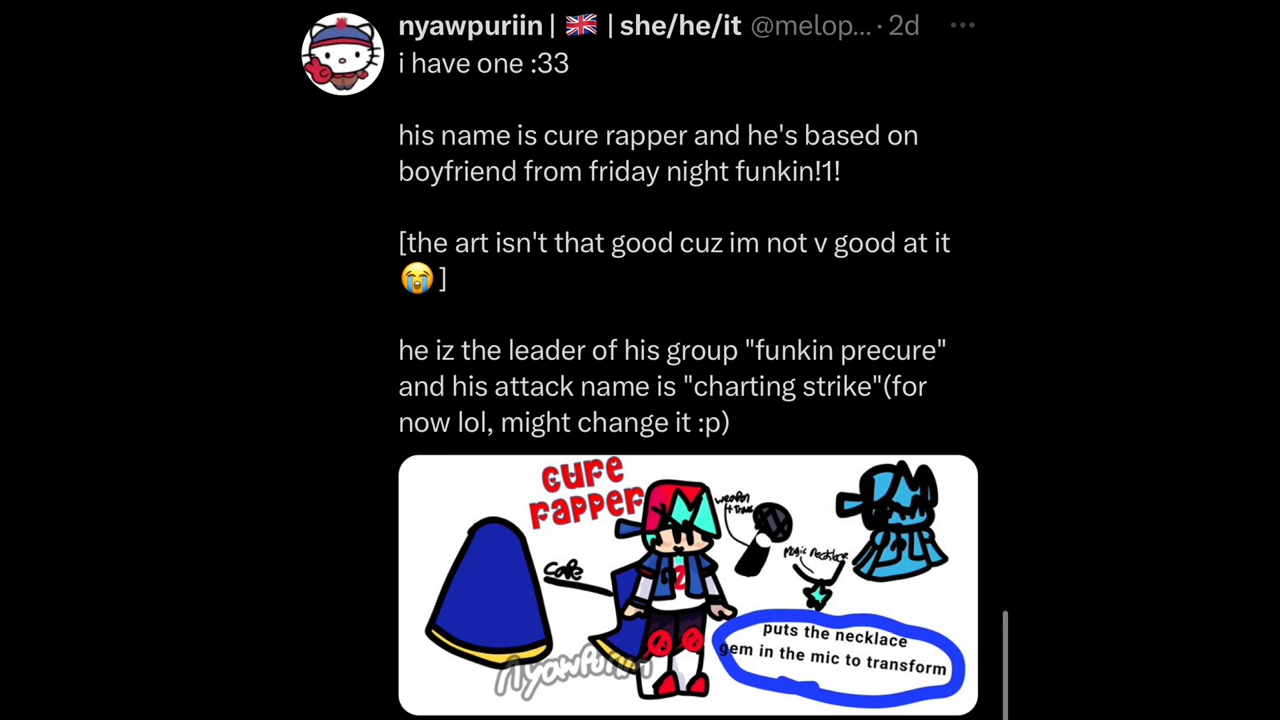 nyawpuriin | 🇬🇧 | she/he/it @melop... · 2d
i have one :33
his name is cure rapper and he's based on
boyfriend from friday night funkin!1!
[the art isn't that good cuz im not v good at it
😭]
he iz the leader of his group "funkin precure"
and his attack name is "charting strike"(for
now lol, might change it :p)
cure
rapper
weapon
cape
magic necklace
puts the necklace
gem in the mic to transform